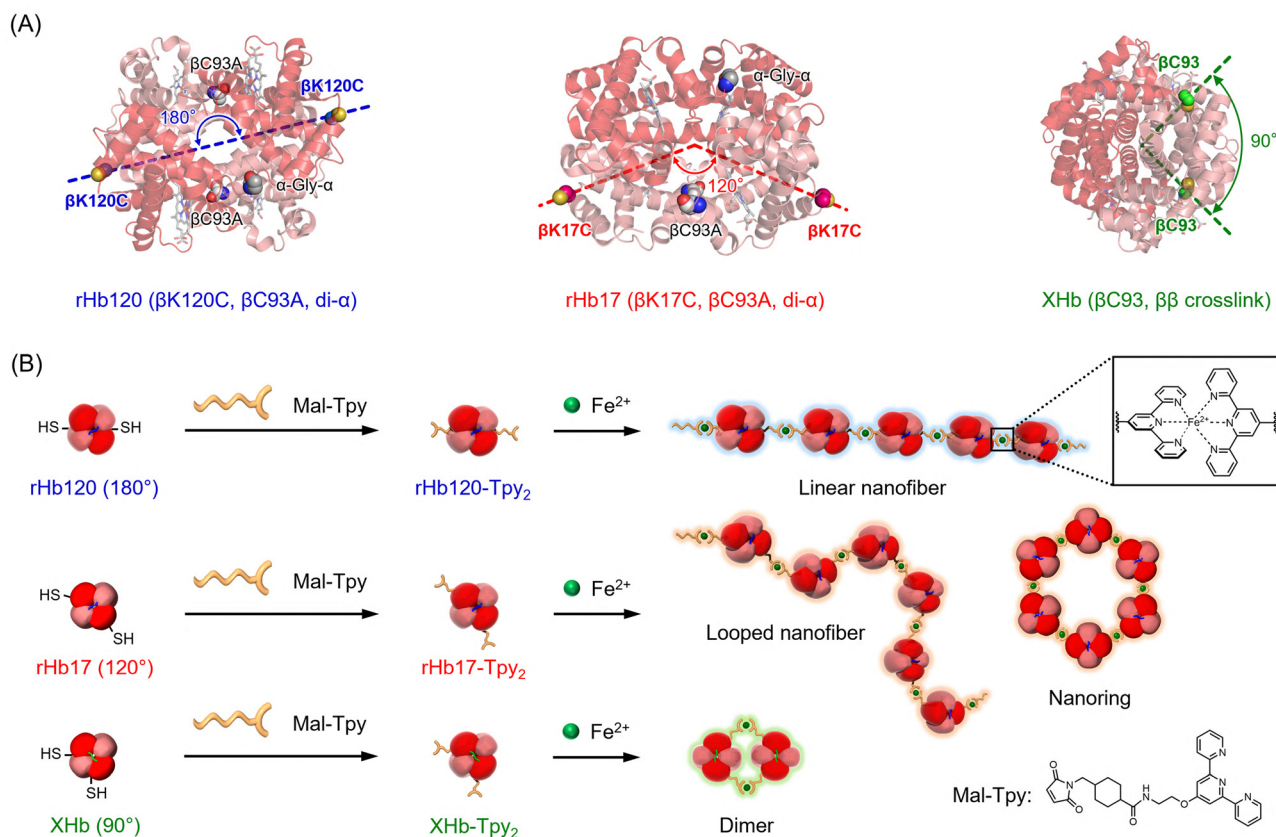 (A)
βC93A
βK120C
180°
α-Gly-α
βK120C
βC93A
rHb120 (βK120C, βC93A, di-α)
α-Gly-α
120°
βK17C
βC93A
βK17C
rHb17 (βK17C, βC93A, di-α)
βC93
90°
βC93
XHb (βC93, ββ crosslink)
(B)
HS
SH
rHb120 (180°)
Mal-Tpy
rHb120-Tpy₂
Fe²⁺
Linear nanofiber
N
N
N
Fe²⁺
N
N
N
HS
SH
rHb17 (120°)
Mal-Tpy
rHb17-Tpy₂
Fe²⁺
Looped nanofiber
Nanoring
HS
SH
XHb (90°)
Mal-Tpy
XHb-Tpy₂
Fe²⁺
Dimer
Mal-Tpy:
O
N
O
O
H
N
O
N
N
N